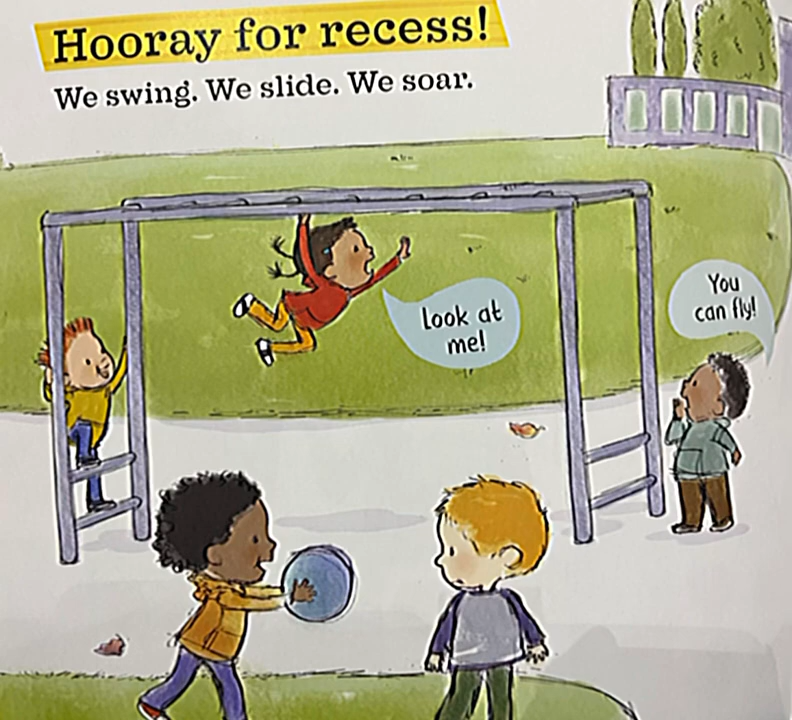 Hooray for recess!
We swing. We slide. We soar.
Look at
me!
You
can fly!